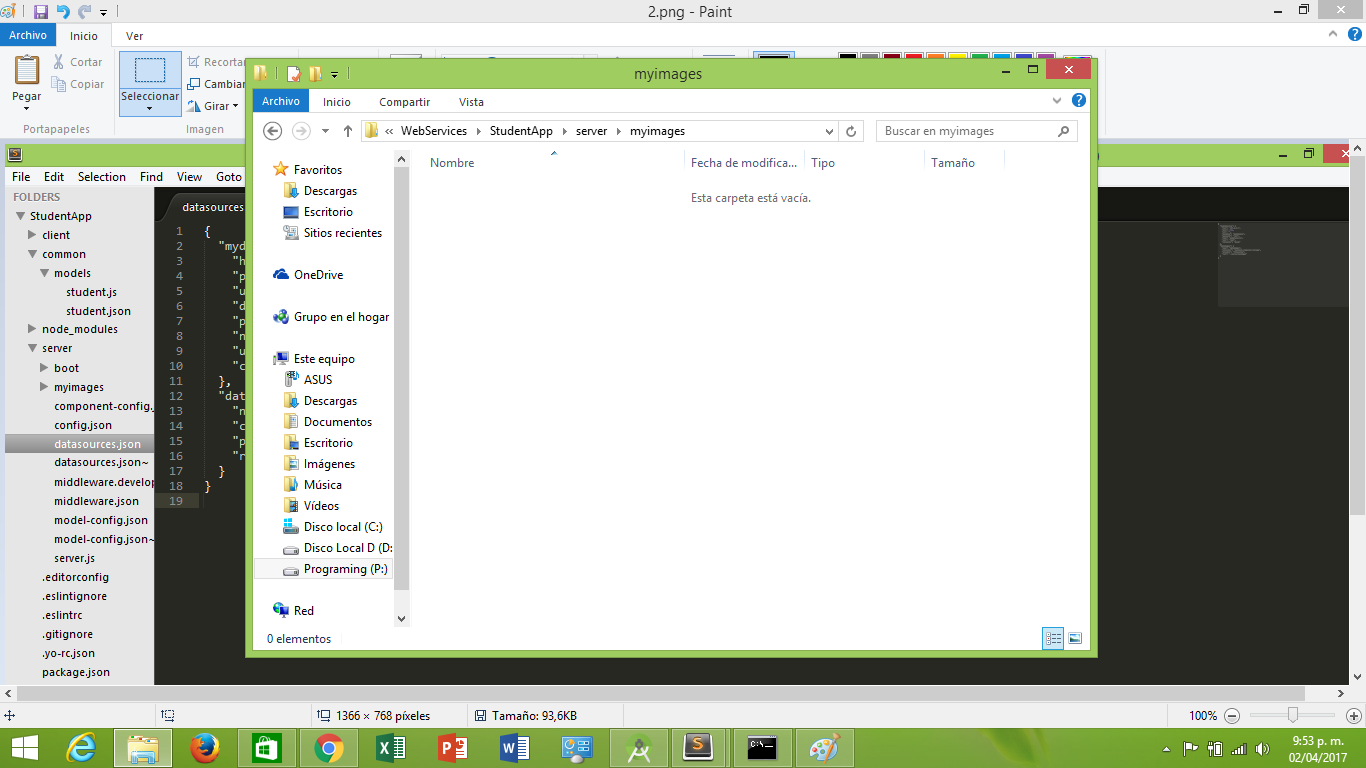 2.png - Paint
Archivo Inicio Ver
Pegar
Cortar
Copiar
Portapapeles
Seleccionar
Recortar
Cambiar
Girar
Imagen
myimages
Archivo Inicio Compartir Vista
« WebServices StudentApp server myimages
Buscar en myimages
Nombre Fecha de modifica... Tipo Tamaño
Esta carpeta está vacía.
Favoritos
Descargas
Escritorio
Sitios recientes
OneDrive
Grupo en el hogar
Este equipo
ASUS
Descargas
Documentos
Escritorio
Imágenes
Música
Vídeos
Disco local (C:)
Disco Local D (D:
Programing (P:)
Red
0 elementos
File Edit Selection Find View Goto
FOLDERS
StudentApp
client
common
models
student.js
student.json
node_modules
server
boot
myimages
component-config.
config.json
datasources.json
datasources.json~
middleware.develop
middleware.json
model-config.json
model-config.json~
server.js
.editorconfig
.eslintignore
.eslintrc
.gitignore
.yo-rc.json
package.json
datasources
1 {
2 "myd
3 "h
4 "p
5 "u
6 "d
7 "p
8 "n
9 "u
10 "c
11 },
12 "dat
13 "n
14 "c
15 "p
16 "n
17 }
18 }
19
1366 × 768 píxeles
Tamaño: 93,6KB
100%
9:53 p. m.
02/04/2017